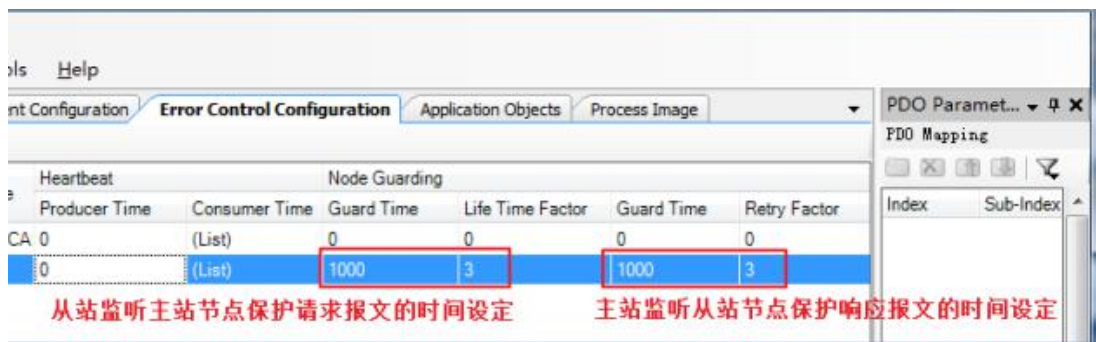 ols Help
nt Configuration Error Control Configuration Application Objects Process Image
PDO Paramet...
PDO Mapping
e Heartbeat Node Guarding
Producer Time Consumer Time Guard Time Life Time Factor Guard Time Retry Factor
Index Sub-Index
CA 0 (List) 0 0 0 0
0 (List) 1000 3 1000 3
从站监听主站节点保护请求报文的时间设定 主站监听从站节点保护响应报文的时间设定